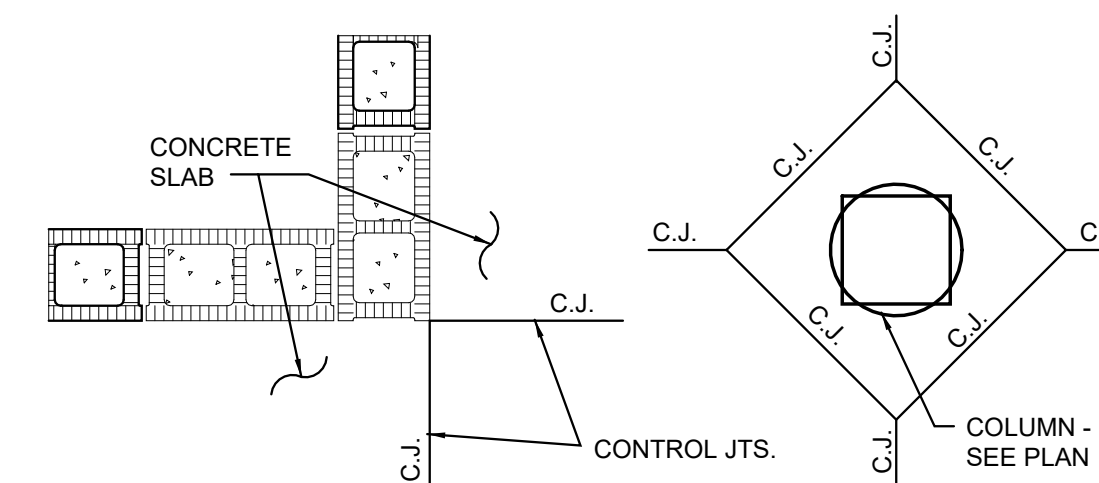 CONCRETE
SLAB
C.J.
C.J.
CONTROL JTS.
C.J.
C.J.
C.J.
C.J.
C
C.J.
C.J.
C.J.
COLUMN -
SEE PLAN